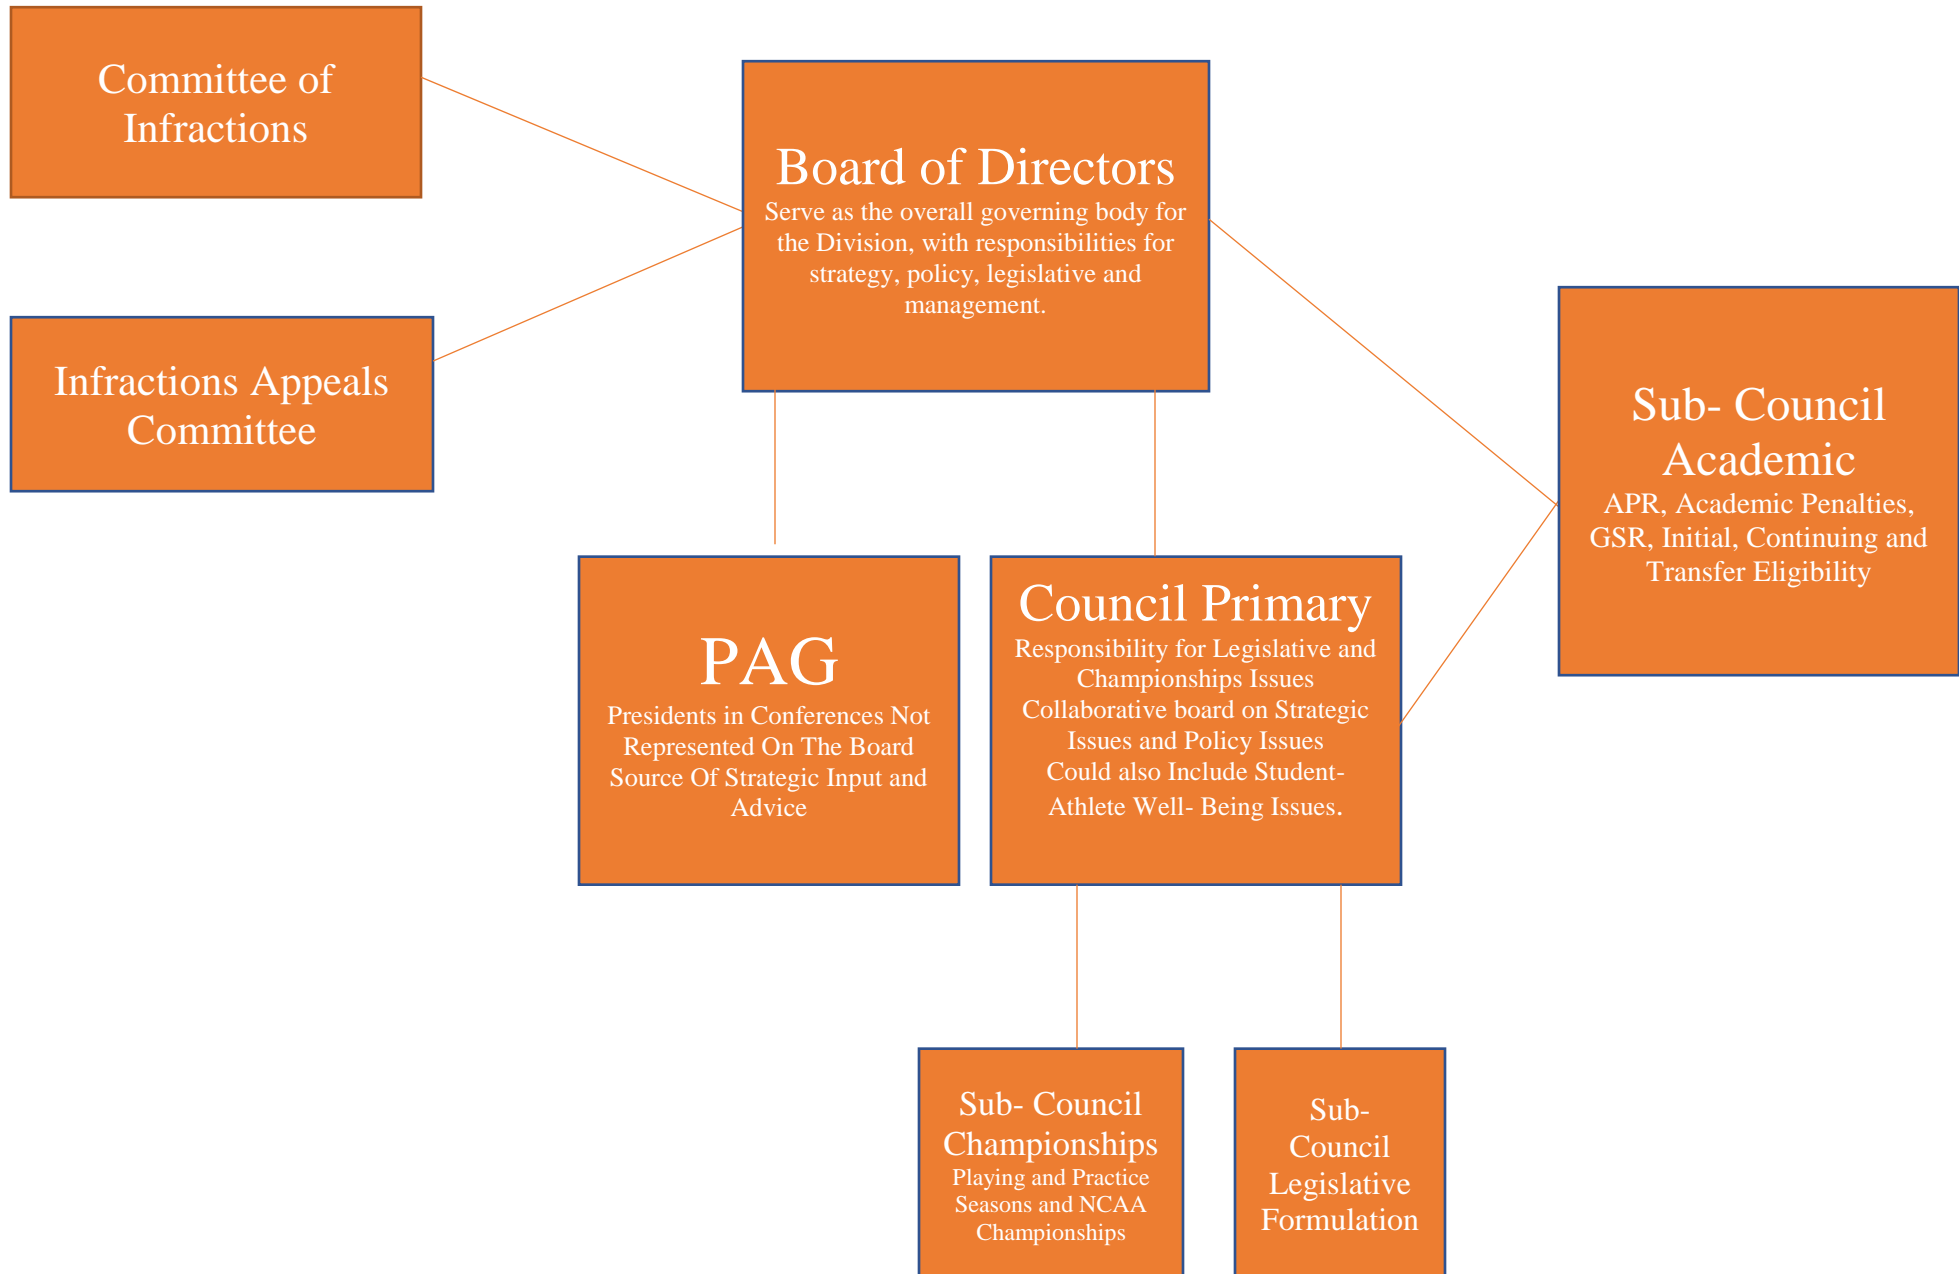 Committee of
Infractions
Board of Directors
Serve as the overall governing body for
the Division, with responsibilities for
strategy, policy, legislative and
management.
Infractions Appeals
Committee
Sub- Council
Academic
APR, Academic Penalties,
GSR, Initial, Continuing and
Transfer Eligibility
PAG
Presidents in Conferences Not
Represented On The Board
Source Of Strategic Input and
Advice
Council Primary
Responsibility for Legislative and
Championships Issues
Collaborative board on Strategic
Issues and Policy Issues
Could also Include Student-
Athlete Well- Being Issues.
Sub- Council
Championships
Playing and Practice
Seasons and NCAA
Championships
Sub-
Council
Legislative
Formulation